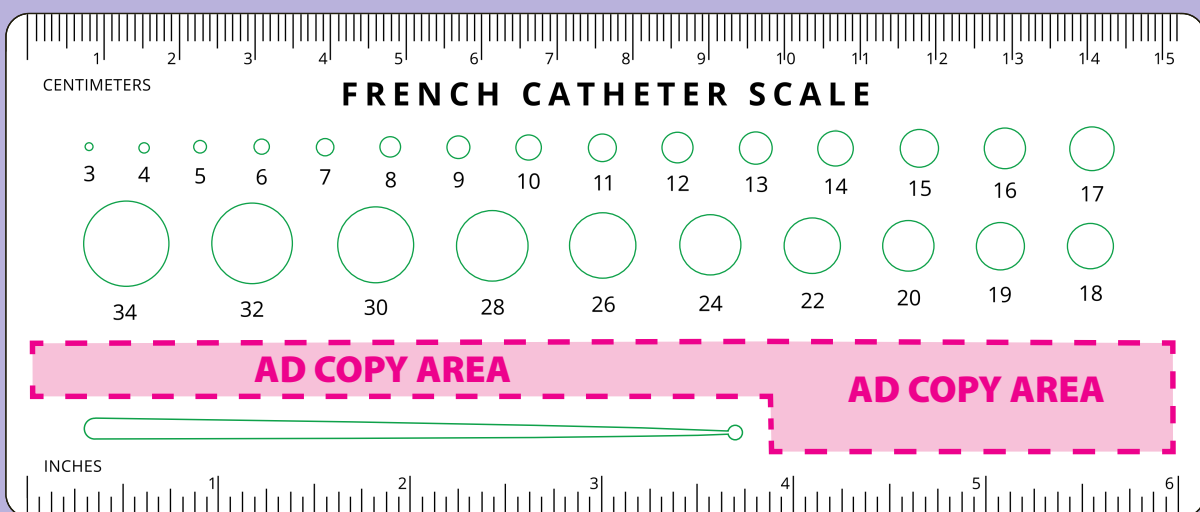 1 2 3 4 5 6 7 8 9 10 11 12 13 14 15
CENTIMETERS
FRENCH CATHETER SCALE
3 4 5 6 7 8 9 10 11 12 13 14 15 16 17
34 32 30 28 26 24 22 20 19 18
AD COPY AREA
AD COPY AREA
INCHES
1 2 3 4 5 6